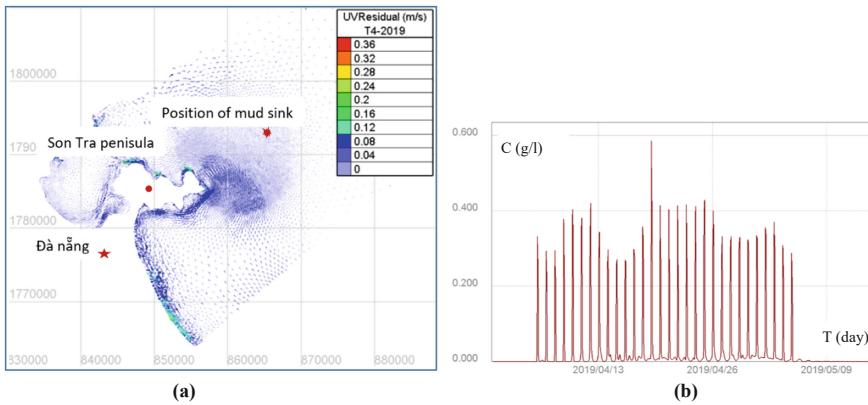 UVResidual (m/s)
T4-2019
0.36
0.32
0.28
0.24
0.2
0.16
0.12
0.08
0.04
0
1800000
Position of mud sink
Son Tra penisula
1790000
1780000
Đà nẵng
1770000
830000 840000 850000 860000 870000 880000
(a)
0.600
C (g/l)
0.400
0.200
T (day)
0.000
2019/04/13 2019/04/26 2019/05/09
(b)